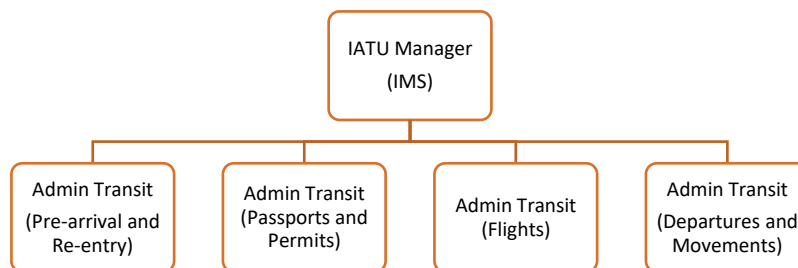 IATU Manager
(IMS)
Admin Transit
(Pre-arrival and
Re-entry)
Admin Transit
(Passports and
Permits)
Admin Transit
(Flights)
Admin Transit
(Departures and
Movements)